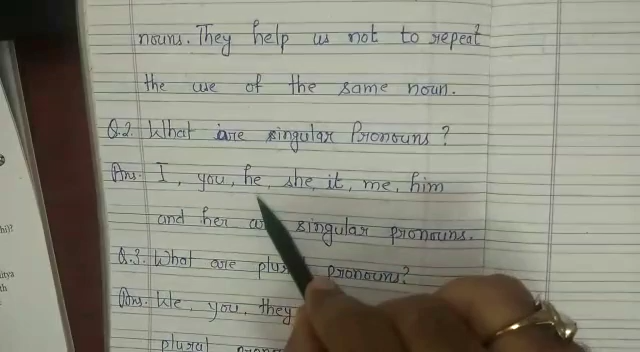 nouns. They help us not to repeat
the use of the same noun.
Q.2. What are singular Pronouns?
Ans. I, you, he, she, it, me, him
and her are singular pronouns.
Q.3. What are plural pronouns?
Ans. We, you, they
plural pronouns